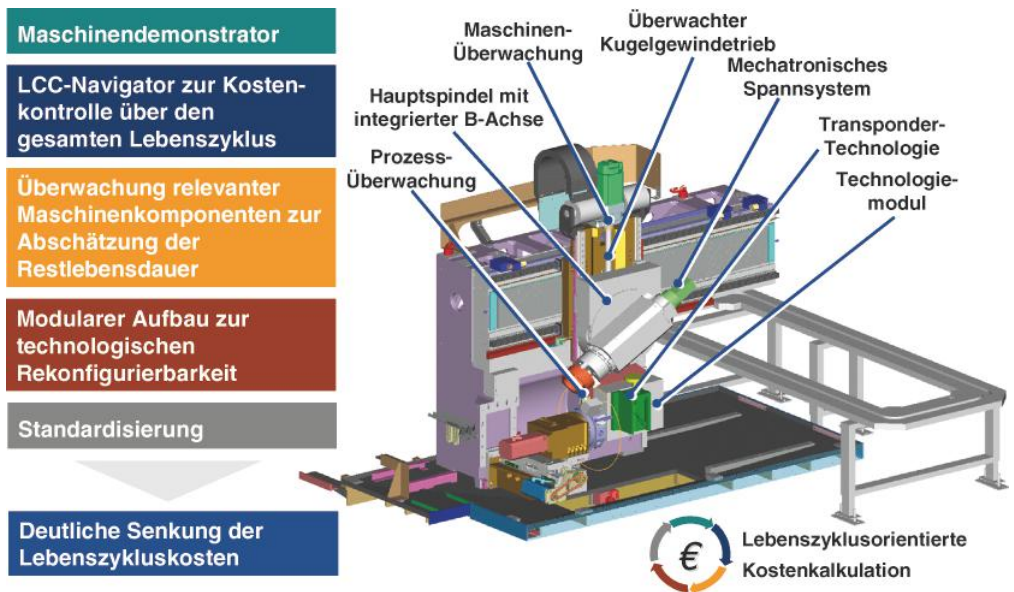 Maschinendemonstrator
LCC-Navigator zur Kosten-
kontrolle über den
gesamten Lebenszyklus
Überwachung relevanter
Maschinenkomponenten zur
Abschätzung der
Restlebensdauer
Modularer Aufbau zur
technologischen
Rekonfigurierbarkeit
Standardisierung
Deutliche Senkung der
Lebenszykluskosten
Maschinen-
Überwachung
Überwachter
Kugelgewindetrieb
Mechatronisches
Spannsystem
Hauptspindel mit
integrierter B-Achse
Transponder-
Technologie
Prozess-
Überwachung
Technologie-
modul
€
Lebenszyklusorientierte
Kostenkalkulation